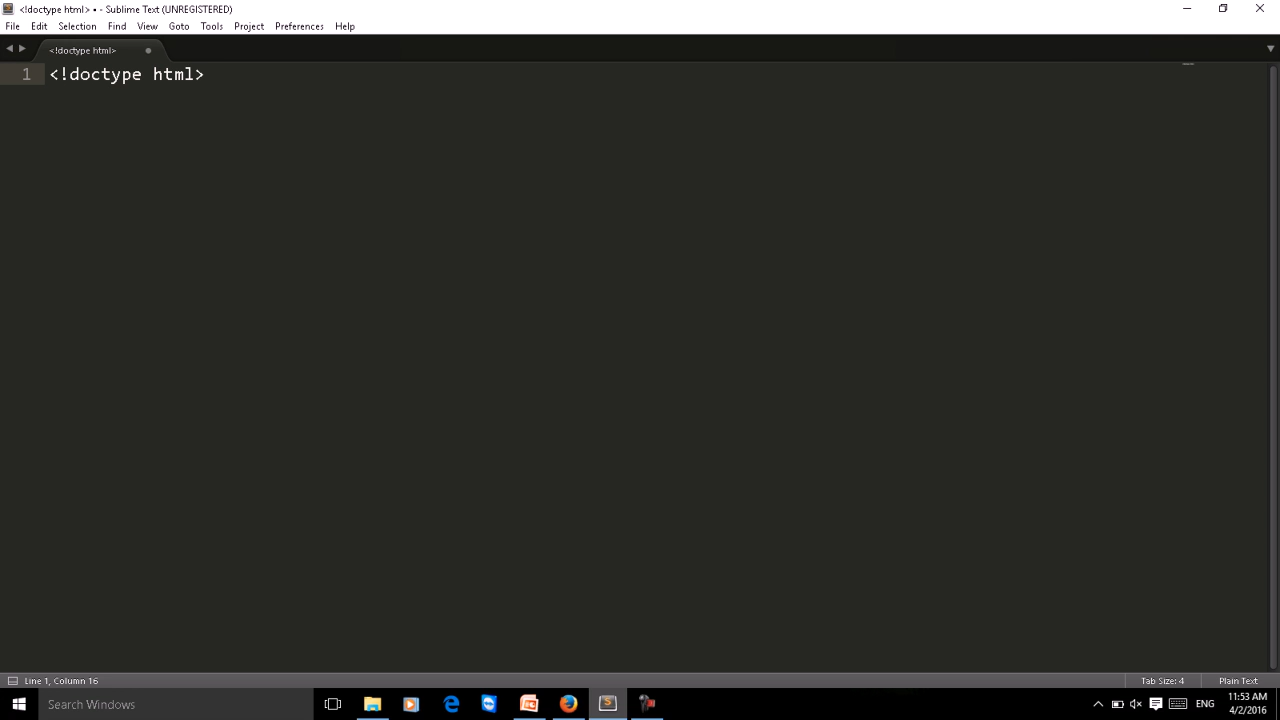 <!doctype html> • - Sublime Text (UNREGISTERED)
File Edit Selection Find View Goto Tools Project Preferences Help
<!doctype html>
1 <!doctype html>
Line 1, Column 16 Tab Size: 4 Plain Text
Search Windows ENG 11:53 AM
4/2/2016